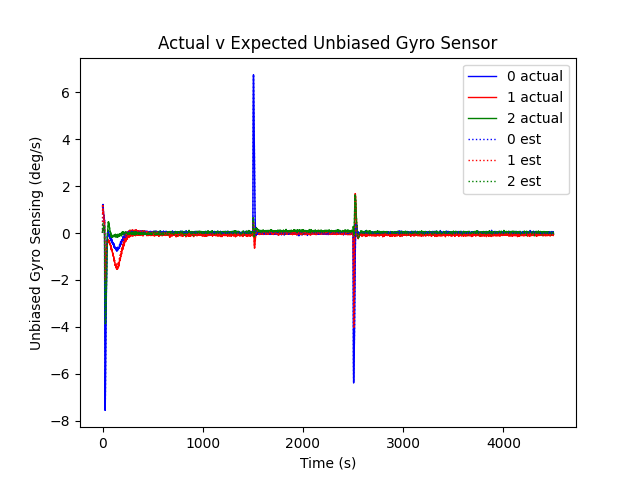 Actual v Expected Unbiased Gyro Sensor
0 actual
1 actual
2 actual
0 est
1 est
2 est
Unbiased Gyro Sensing (deg/s)
6
4
2
0
−2
−4
−6
−8
0 1000 2000 3000 4000
Time (s)